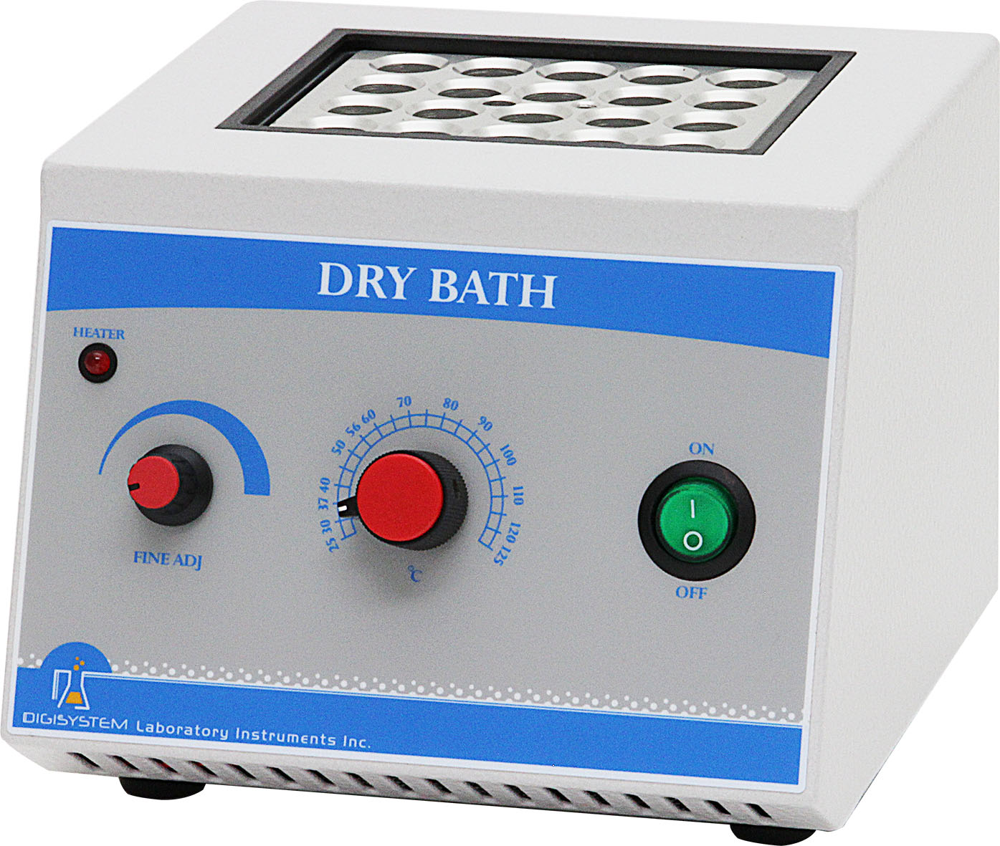 DRY BATH
HEATER
25 30 37 40 50 56 60 70 80 90 100 110 120 125
ON
I
O
OFF
FINE ADJ
℃
DIGISYSTEM Laboratory Instruments Inc.